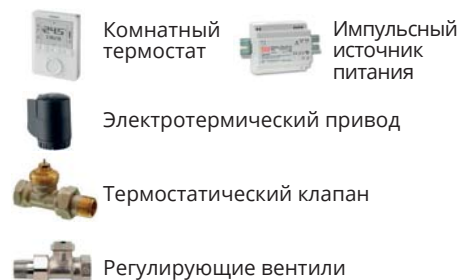 Комнатный
термостат
Импульсный
источник
питания
Электротермический привод
Термостатический клапан
Регулирующие вентили